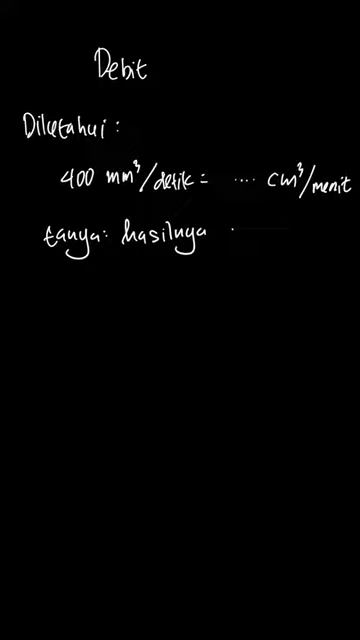 Debit
Diketahui:
400 mm³/detik = .... cm³/menit
tanya: hasilnya